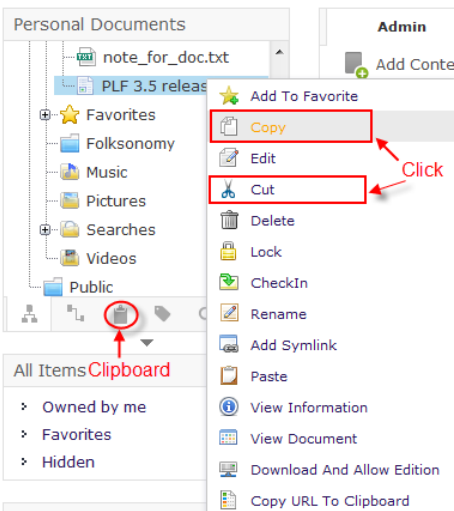 Personal Documents
note_for_doc.txt
PLF 3.5 releas
Favorites
Folksonomy
Music
Pictures
Searches
Videos
Public
Clipboard
All Items
Owned by me
Favorites
Hidden
Admin
Add Conte
Add To Favorite
Copy
Edit
Click
Cut
Delete
Lock
CheckIn
Rename
Add Symlink
Paste
View Information
View Document
Download And Allow Edition
Copy URL To Clipboard